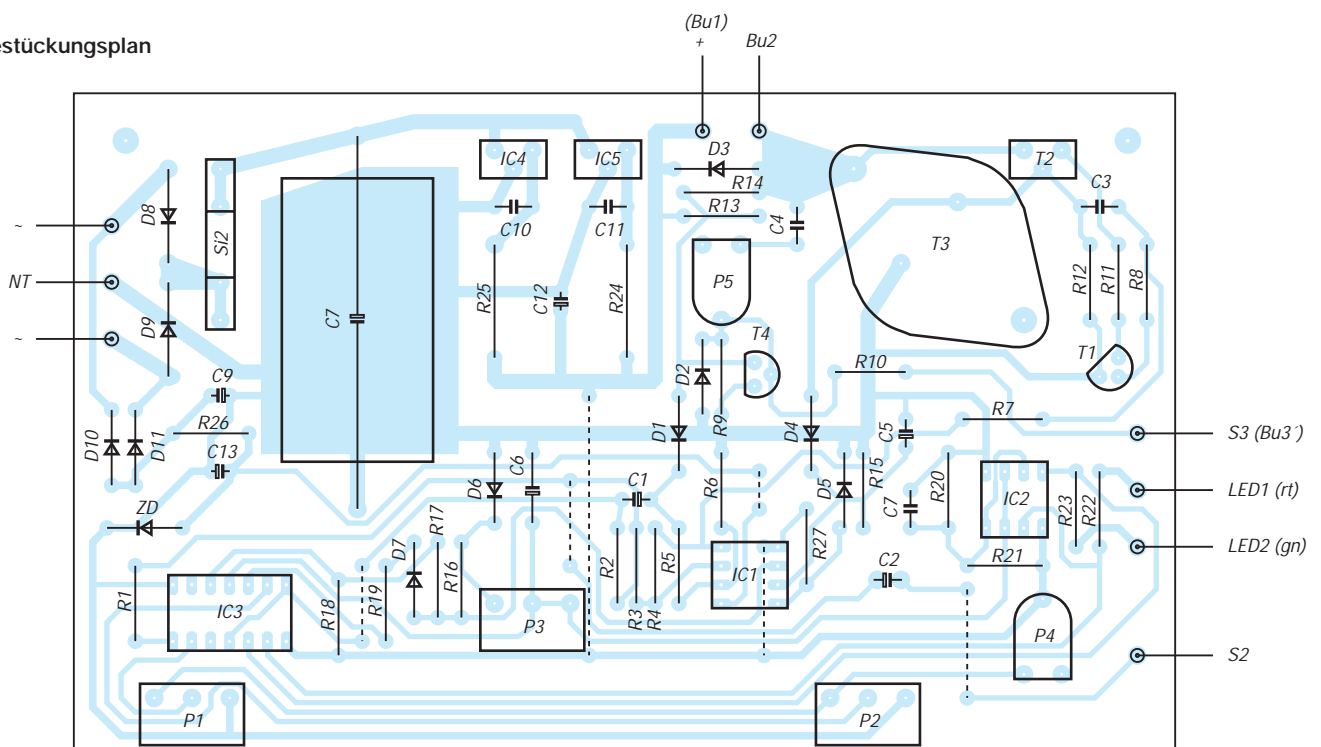 estückungsplan
(Bu1)
+
Bu2
D3
IC4
IC5
T2
R14
C3
D8
R13
C10
C11
C4
~
Si2
T3
P5
R12
R11
R8
NT
R25
C12
R24
C7
D9
T4
T1
~
R10
C9
D2
R7
R9
D10
D11
R26
D1
D4
C5
S3 (Bu3´)
C13
D6
C6
C1
R6
D5
R15
R20
IC2
R23
R22
LED1 (rt)
ZD
R17
C7
D7
R16
R2
R5
R27
LED2 (gn)
R1
IC3
R18
R19
IC1
C2
R21
R3
R4
P3
P4
S2
P1
P2